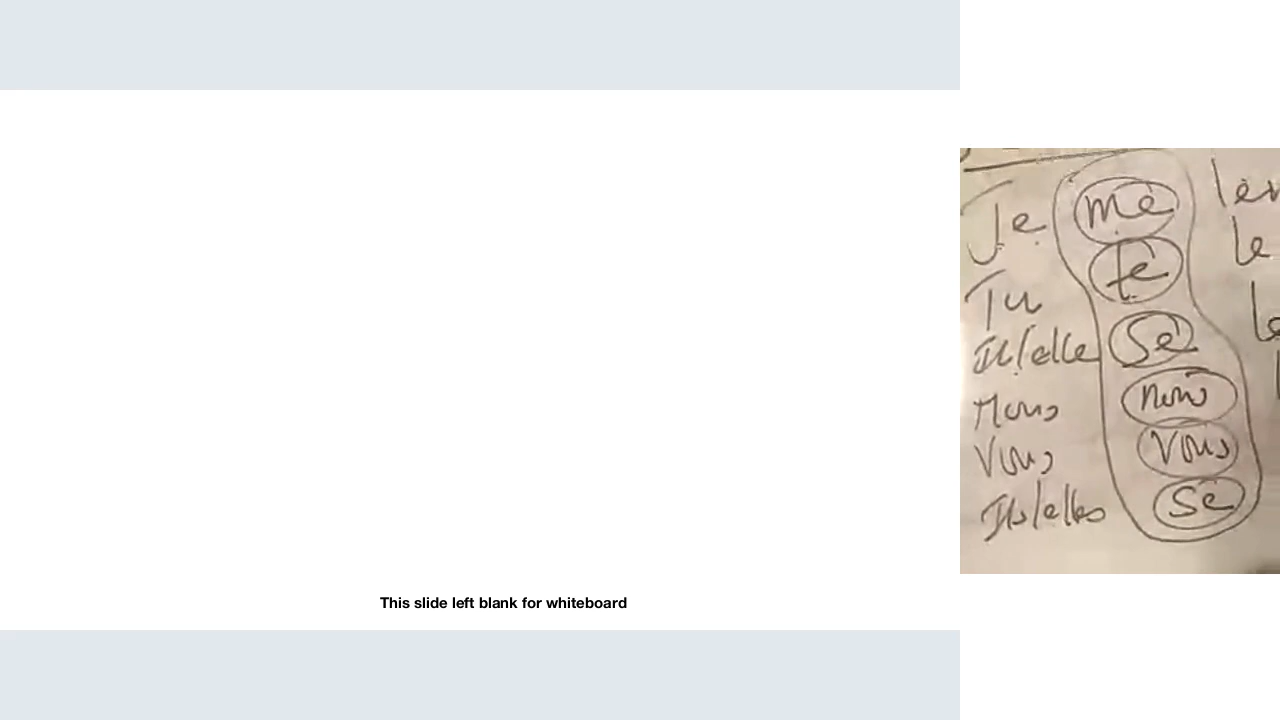 Je me
Tu te le
Il/elle se
Nous nous
Vous vous
Ils/elles se
This slide left blank for whiteboard